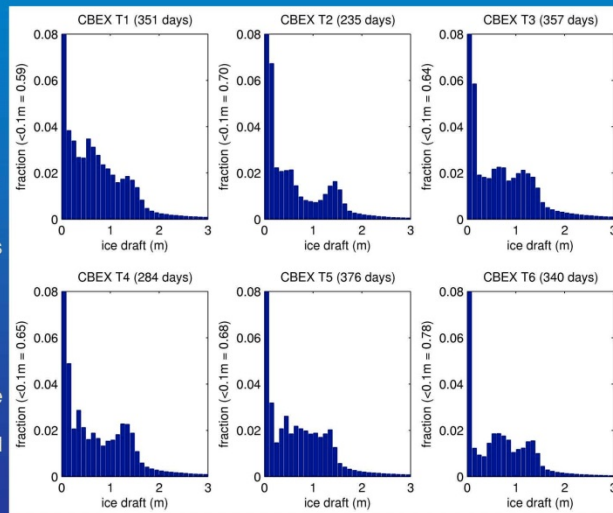 CBEX T1 (351 days)
0.08
0.06
0.04
0.02
0
0 1 2 3
ice draft (m)
fraction (<0.1m = 0.59)
CBEX T2 (235 days)
0.08
0.06
0.04
0.02
0
0 1 2 3
ice draft (m)
fraction (<0.1m = 0.70)
CBEX T3 (357 days)
0.08
0.06
0.04
0.02
0
0 1 2 3
ice draft (m)
fraction (<0.1m = 0.64)
CBEX T4 (284 days)
0.08
0.06
0.04
0.02
0
0 1 2 3
ice draft (m)
fraction (<0.1m = 0.65)
CBEX T5 (376 days)
0.08
0.06
0.04
0.02
0
0 1 2 3
ice draft (m)
fraction (<0.1m = 0.68)
CBEX T6 (340 days)
0.08
0.06
0.04
0.02
0
0 1 2 3
ice draft (m)
fraction (<0.1m = 0.78)